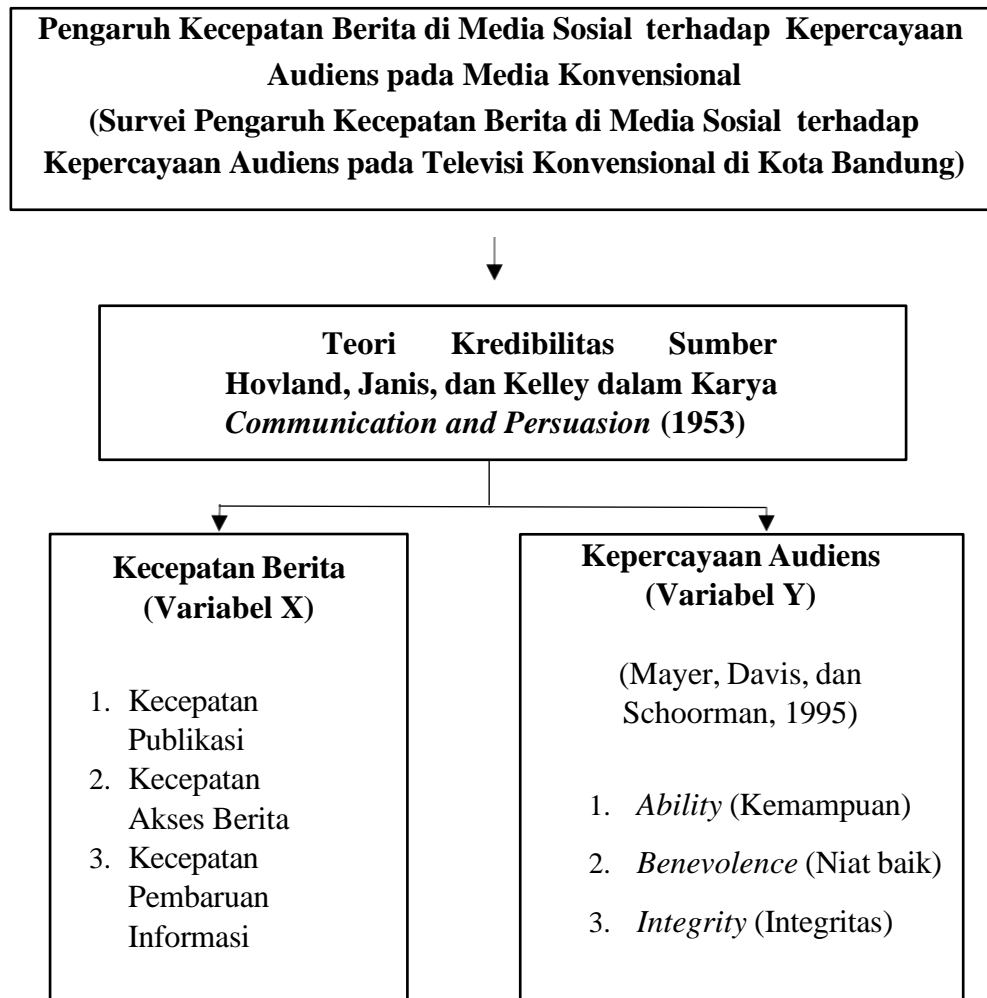 Pengaruh Kecepatan Berita di Media Sosial terhadap Kepercayaan
Audiens pada Media Konvensional
(Survei Pengaruh Kecepatan Berita di Media Sosial terhadap
Kepercayaan Audiens pada Televisi Konvensional di Kota Bandung)
Teori Kredibilitas Sumber
Hovland, Janis, dan Kelley dalam Karya
Communication and Persuasion (1953)
Kecepatan Berita
(Variabel X)
1. Kecepatan
Publikasi
2. Kecepatan
Akses Berita
3. Kecepatan
Pembaruan
Informasi
Kepercayaan Audiens
(Variabel Y)
(Mayer, Davis, dan
Schoorman, 1995)
1. Ability (Kemampuan)
2. Benevolence (Niat baik)
3. Integrity (Integritas)